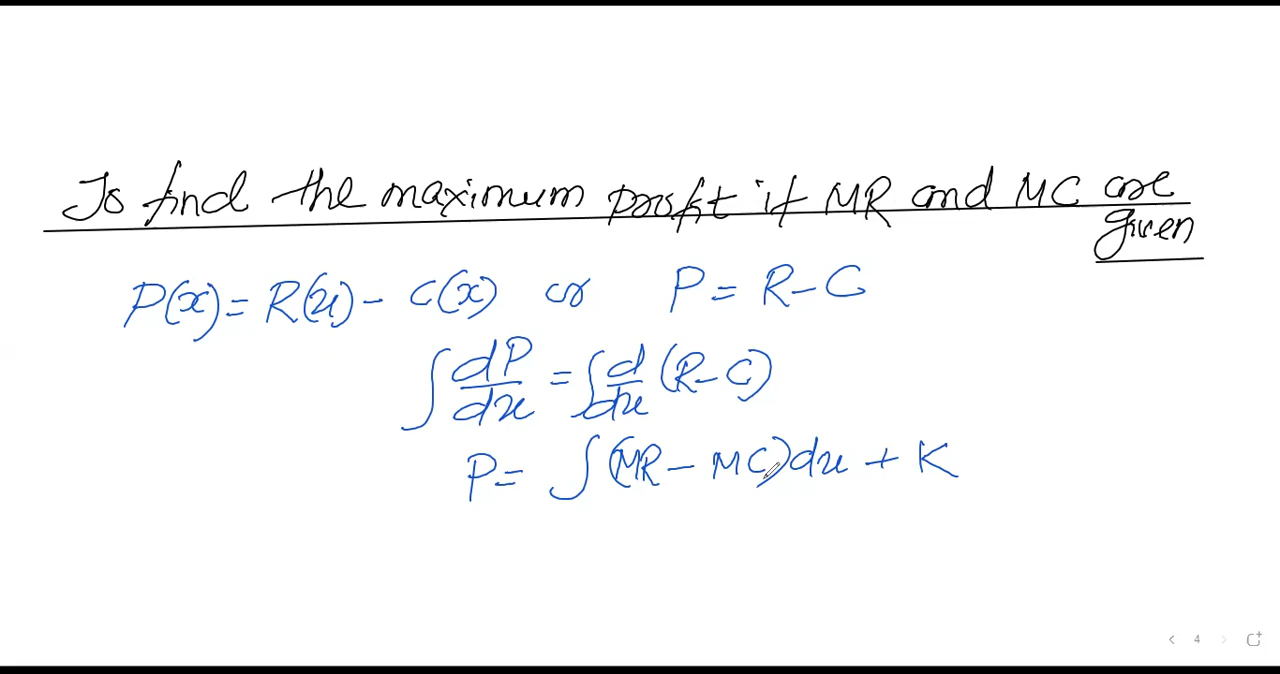 To find the maximum profit if MR and MC are
given
P(x) = R(x) - C(x) or P = R - C
∫ dP/dx = ∫ d/dx (R - C)
P = ∫ (MR - MC) dx + K
4